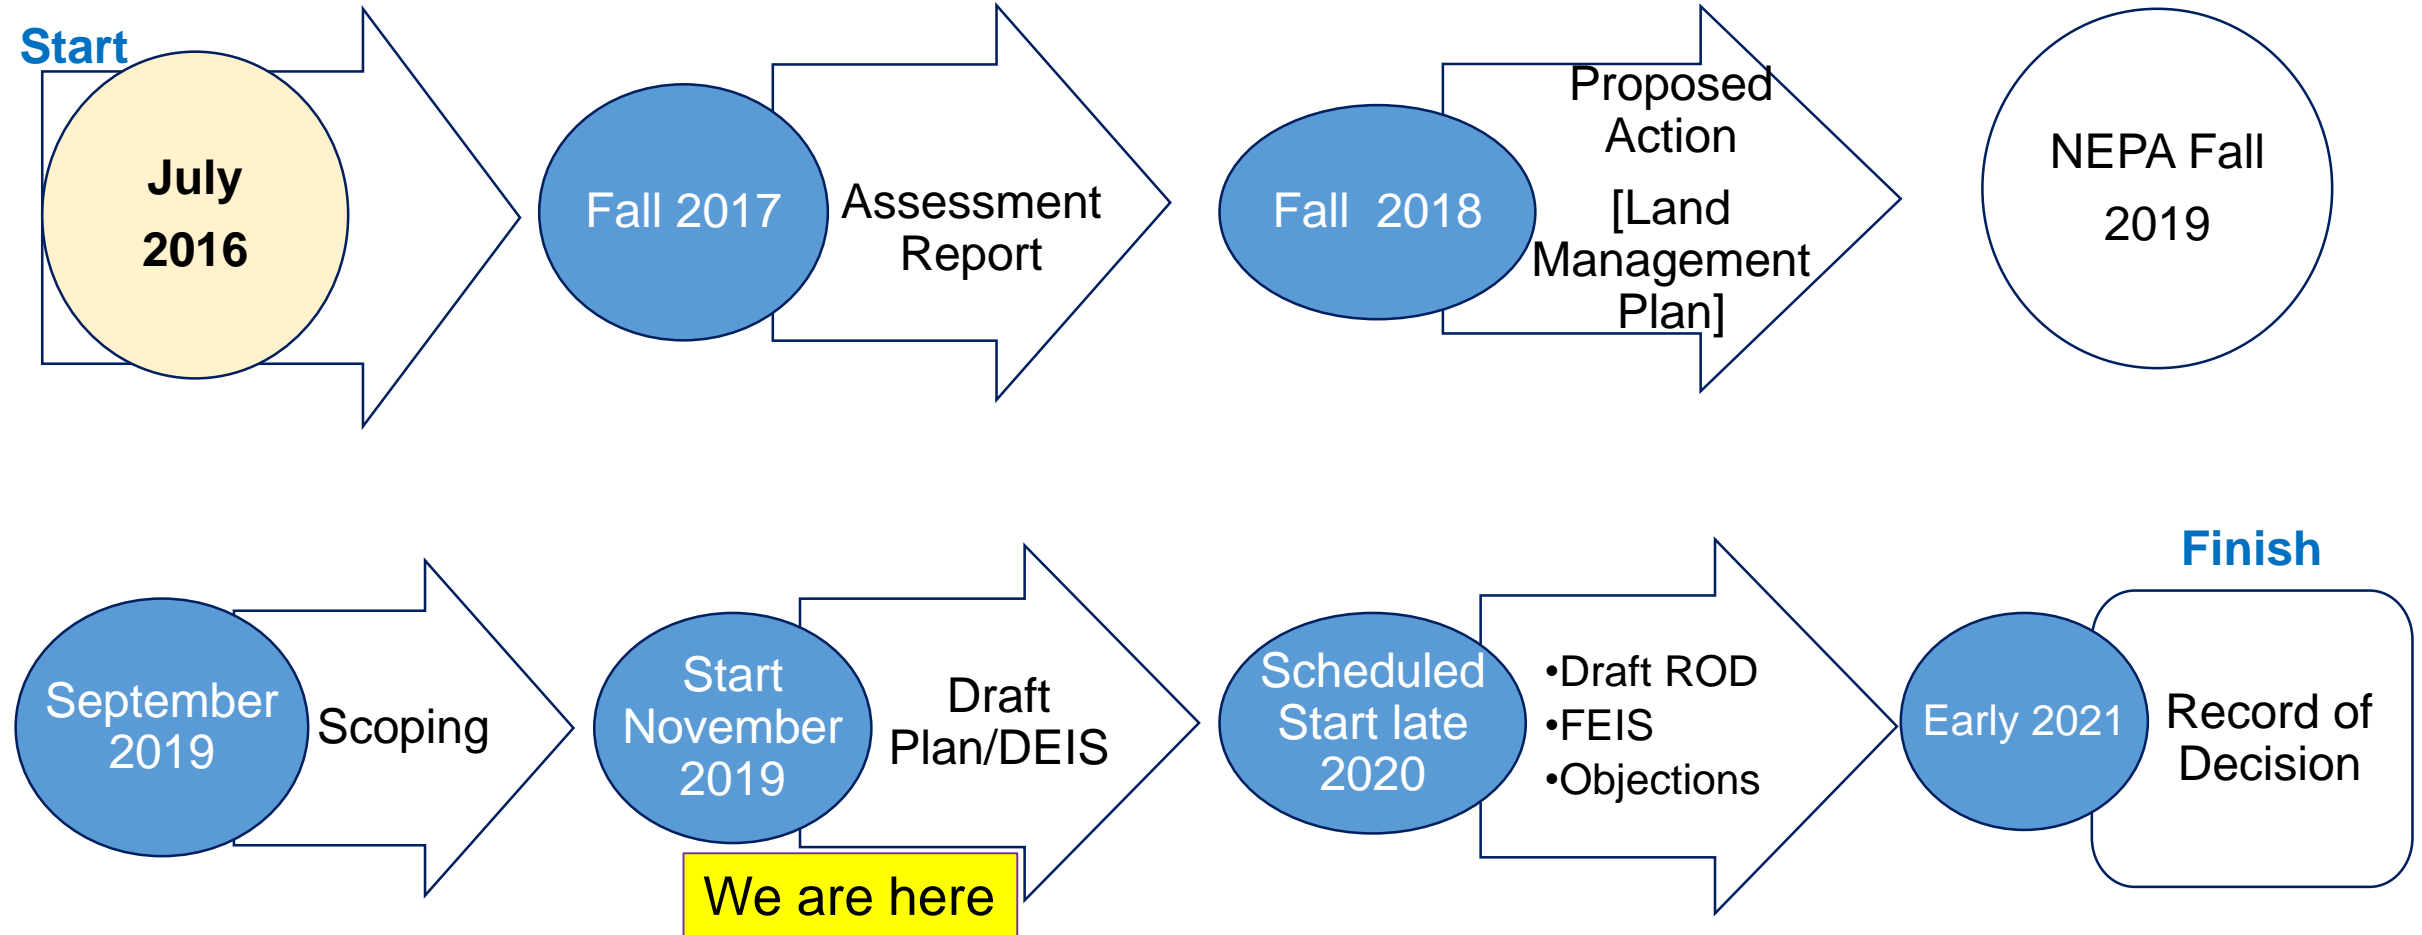 Start
July
2016
Fall 2017
Assessment
Report
Fall  2018
Proposed
Action
[Land
Management
Plan]
NEPA Fall
2019
September
2019
Scoping
Start
November
2019
Draft
Plan/DEIS
We are here
Scheduled
Start late
2020
•Draft ROD
•FEIS
•Objections
Early 2021
Finish
Record of
Decision